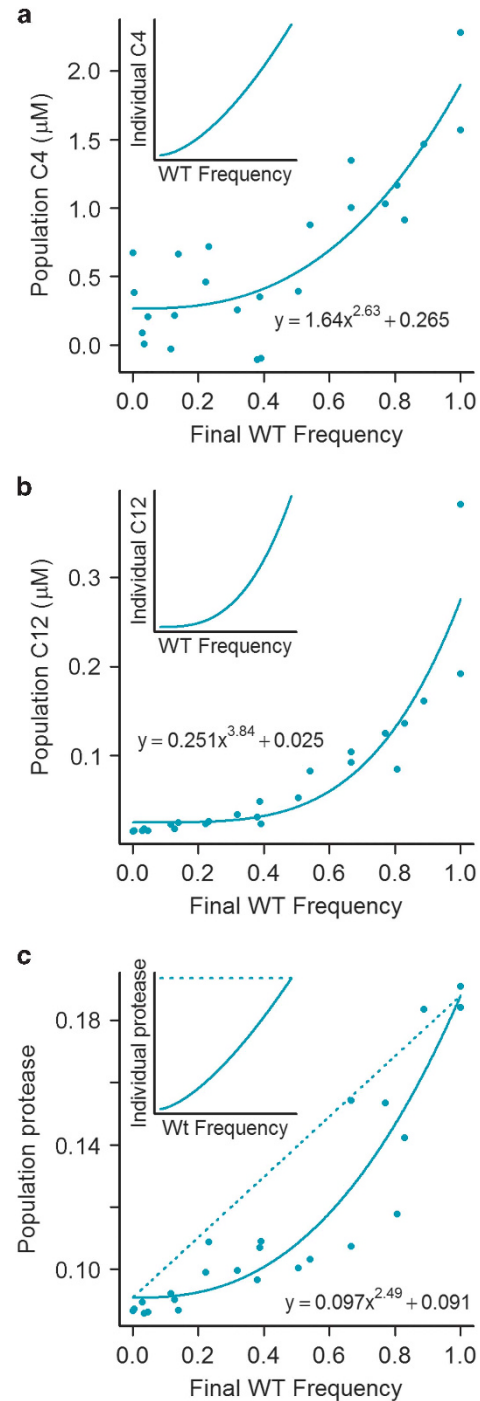 a
Individual C4
WT Frequency
Population C4 (μM)
2.0
1.5
1.0
0.5
0.0
y = 1.64x^2.63 + 0.265
0.0 0.2 0.4 0.6 0.8 1.0
Final WT Frequency
b
Individual C12
WT Frequency
Population C12 (μM)
0.3
0.2
0.1
y = 0.251x^3.84 + 0.025
0.0 0.2 0.4 0.6 0.8 1.0
Final WT Frequency
c
Individual protease
Wt Frequency
Population protease
0.18
0.14
0.10
y = 0.097x^2.49 + 0.091
0.0 0.2 0.4 0.6 0.8 1.0
Final WT Frequency